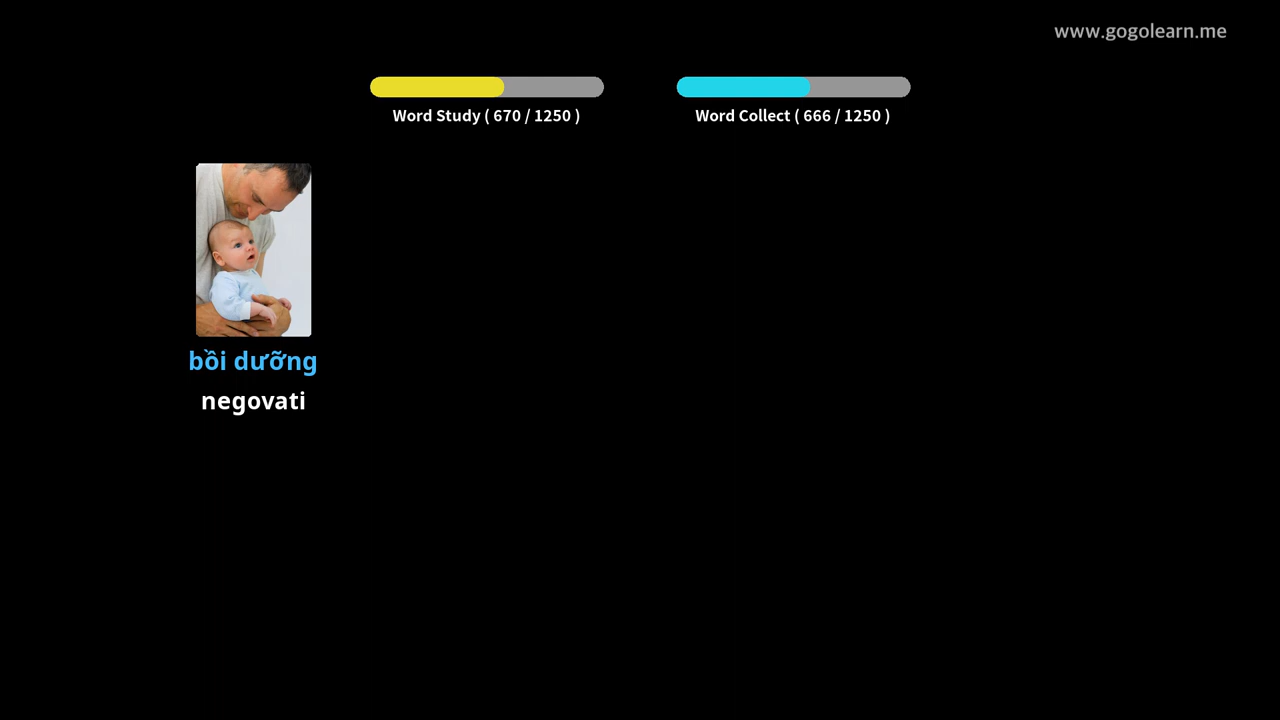 www.gogolearn.me
Word Study ( 670 / 1250 )
Word Collect ( 666 / 1250 )
bồi dưỡng
negovati